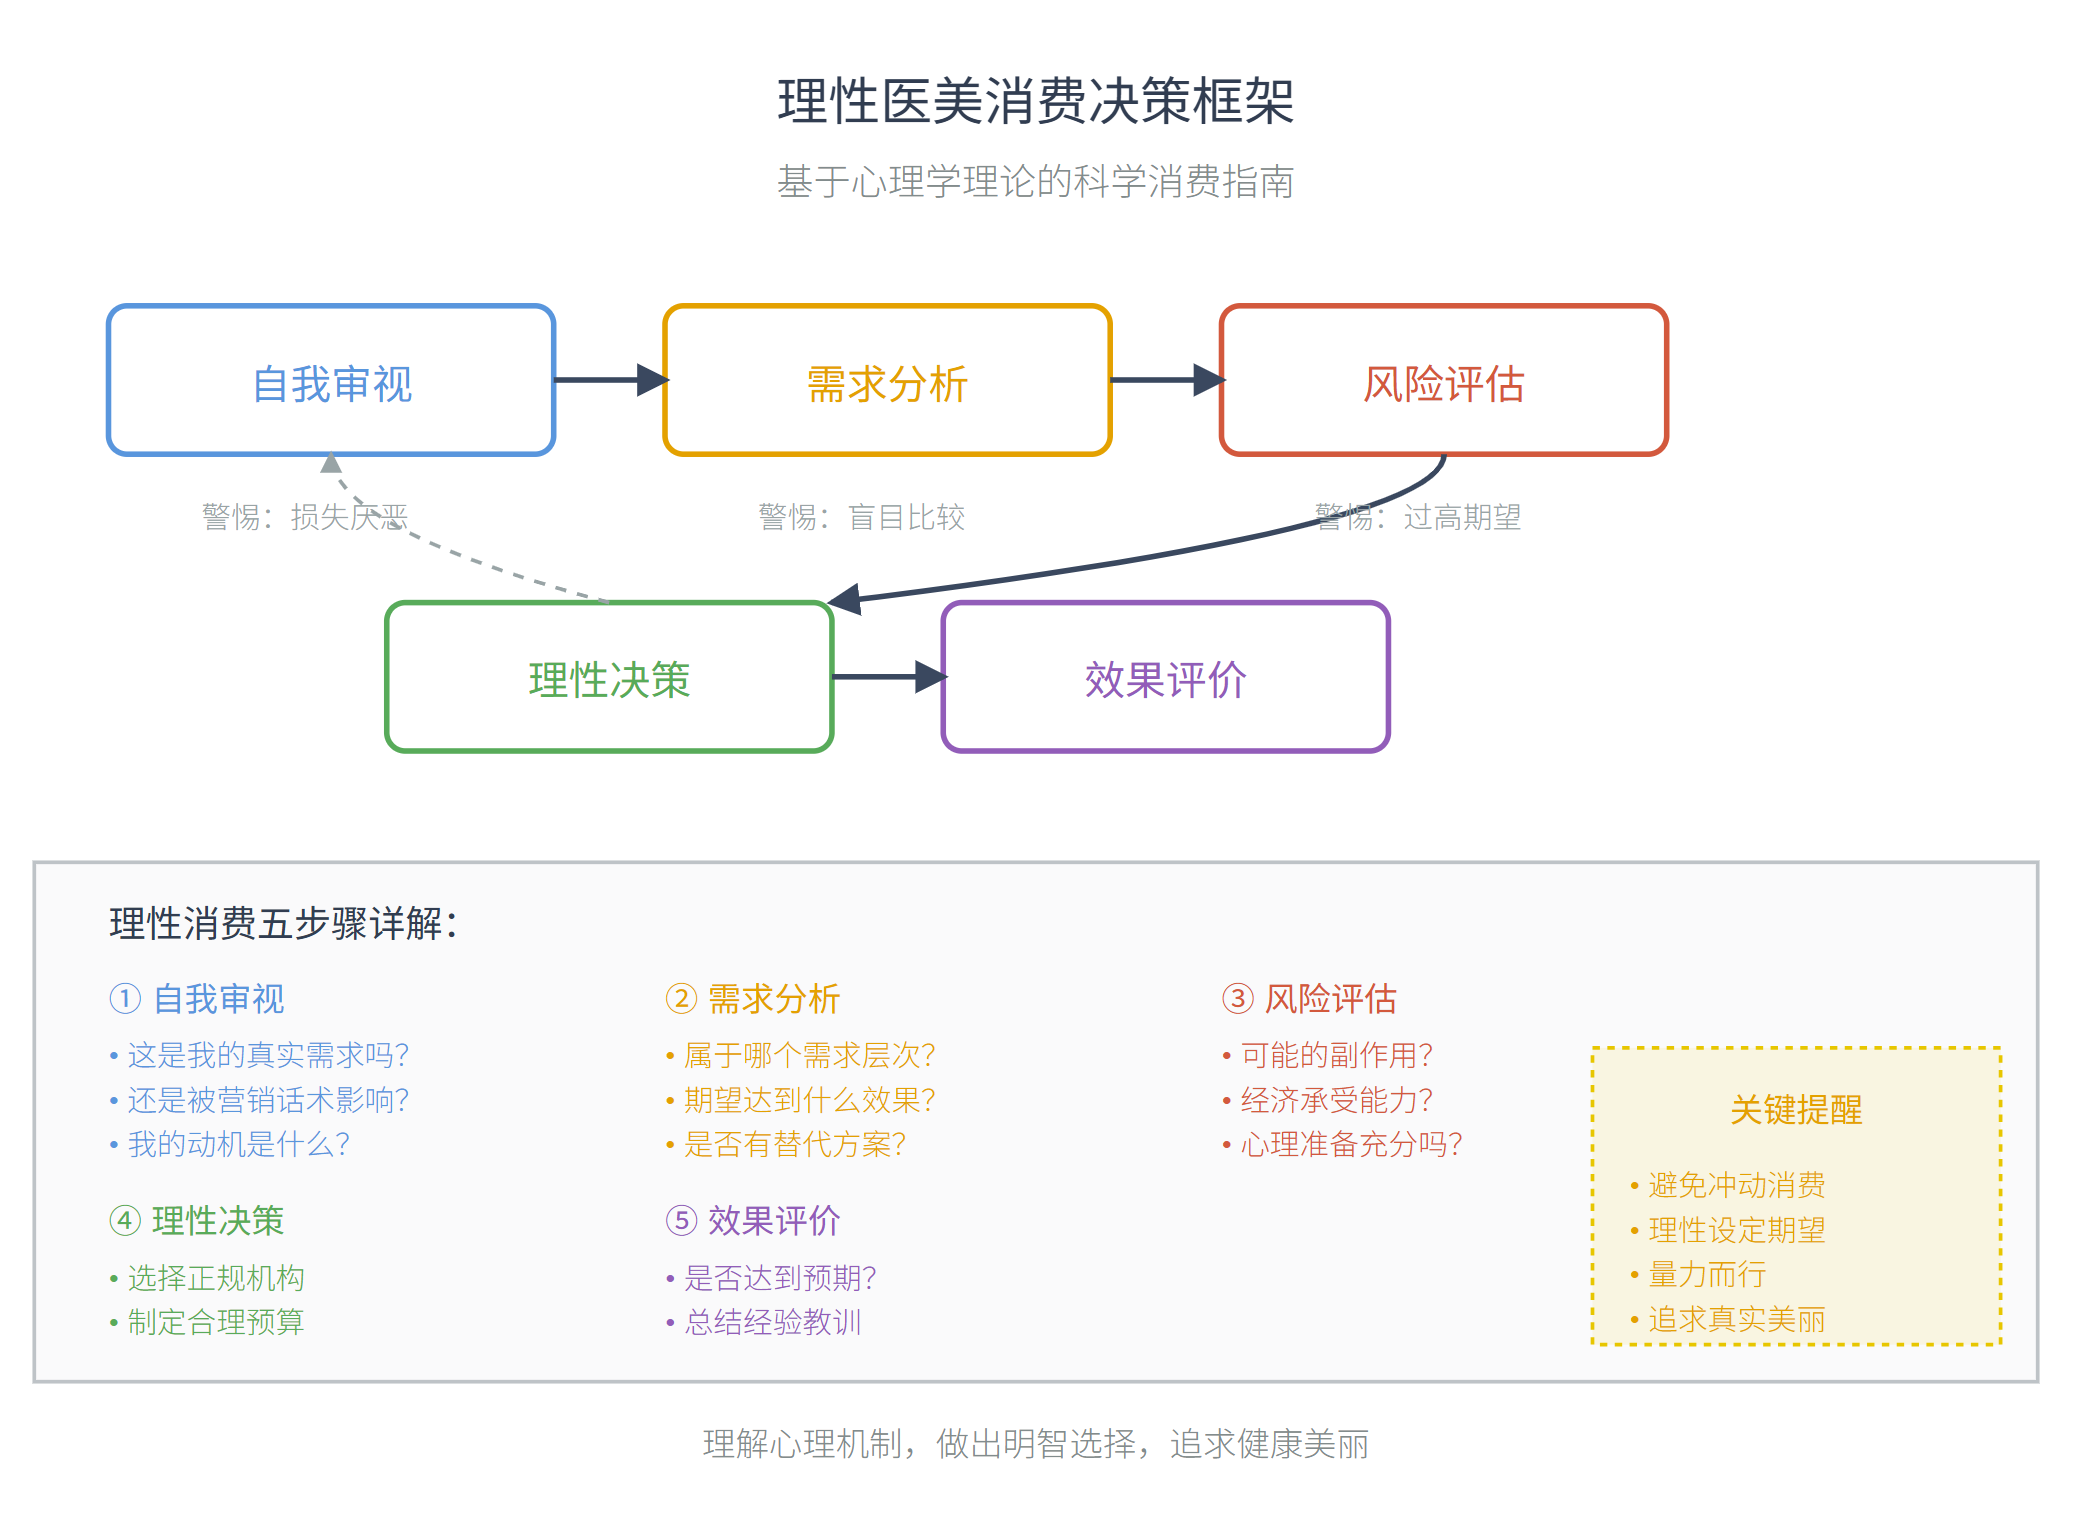 理性医美消费决策框架
基于心理学理论的科学消费指南
自我审视
需求分析
风险评估
警惕：损失厌恶
警惕：盲目比较
警惕：过高期望
理性决策
效果评价
理性消费五步骤详解：
① 自我审视
• 这是我的真实需求吗？
• 还是被营销话术影响？
• 我的动机是什么？
② 需求分析
• 属于哪个需求层次？
• 期望达到什么效果？
• 是否有替代方案？
③ 风险评估
• 可能的副作用？
• 经济承受能力？
• 心理准备充分吗？
④ 理性决策
• 选择正规机构
• 制定合理预算
⑤ 效果评价
• 是否达到预期？
• 总结经验教训
关键提醒
• 避免冲动消费
• 理性设定期望
• 量力而行
• 追求真实美丽
理解心理机制，做出明智选择，追求健康美丽